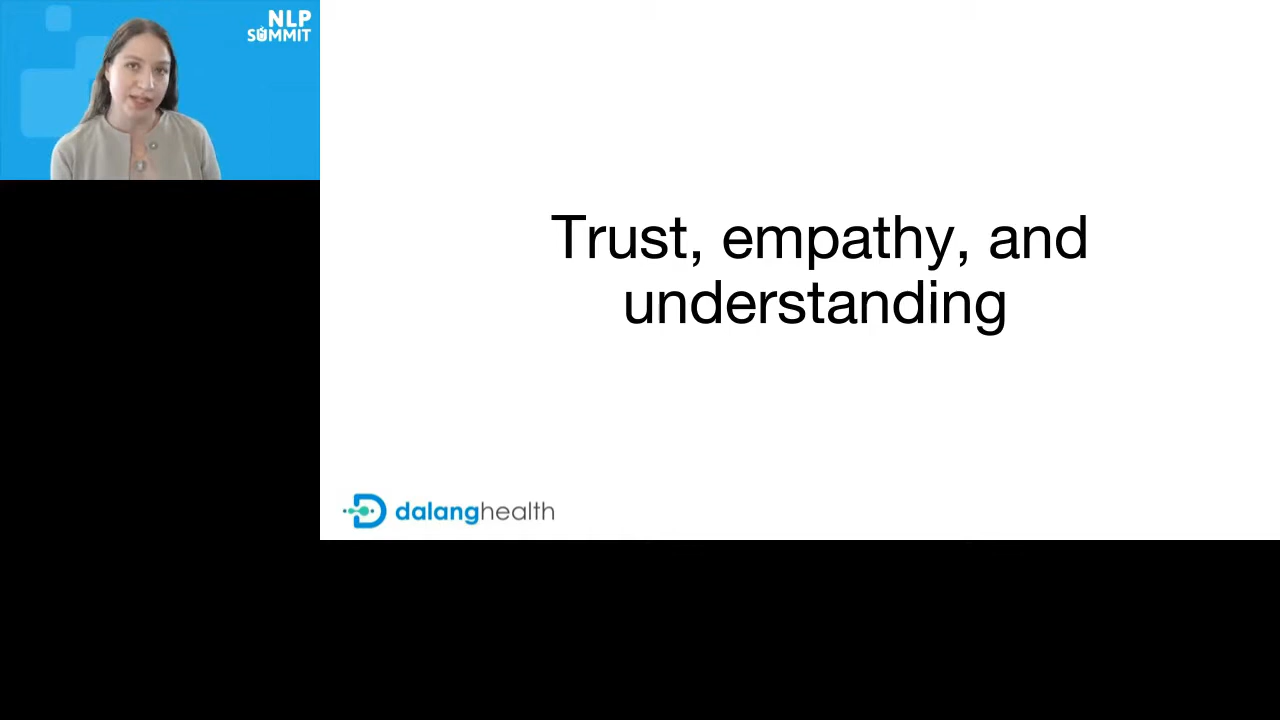 NLP
SUMMIT
Trust, empathy, and
understanding
dalanghealth